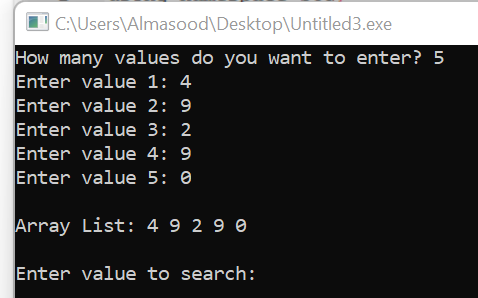 C:\Users\Almasood\Desktop\Untitled3.exe
How many values do you want to enter? 5
Enter value 1: 4
Enter value 2: 9
Enter value 3: 2
Enter value 4: 9
Enter value 5: 0
Array List: 4 9 2 9 0
Enter value to search: